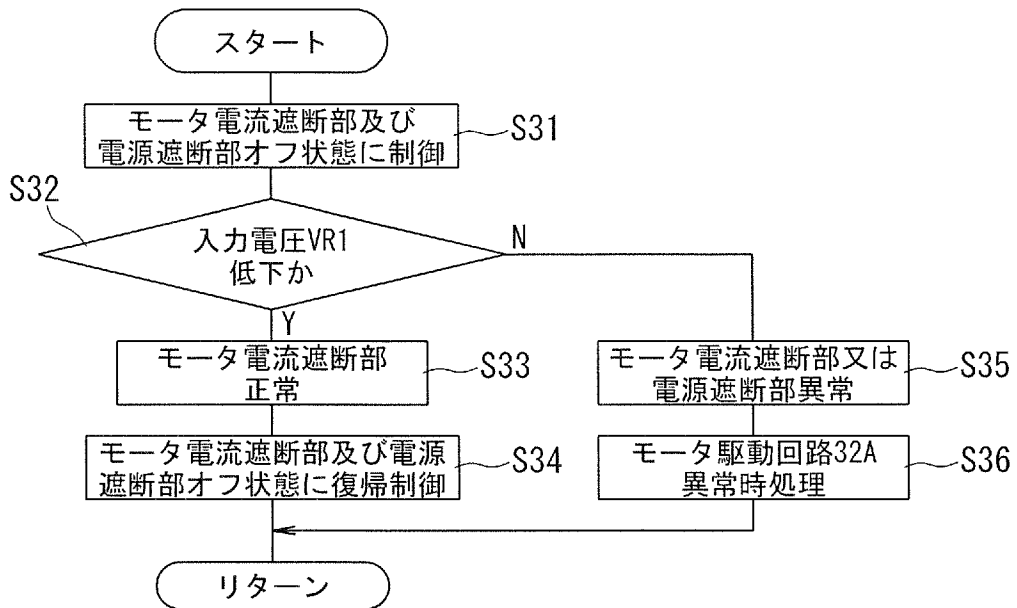 スタート
モータ電流遮断部及び
電源遮断部オフ状態に制御
S31
S32
入力電圧VR1
低下か
N
Y
モータ電流遮断部
正常
S33
モータ電流遮断部又は
電源遮断部異常
S35
モータ電流遮断部及び電源
遮断部オフ状態に復帰制御
S34
モータ駆動回路32A
異常時処理
S36
リターン